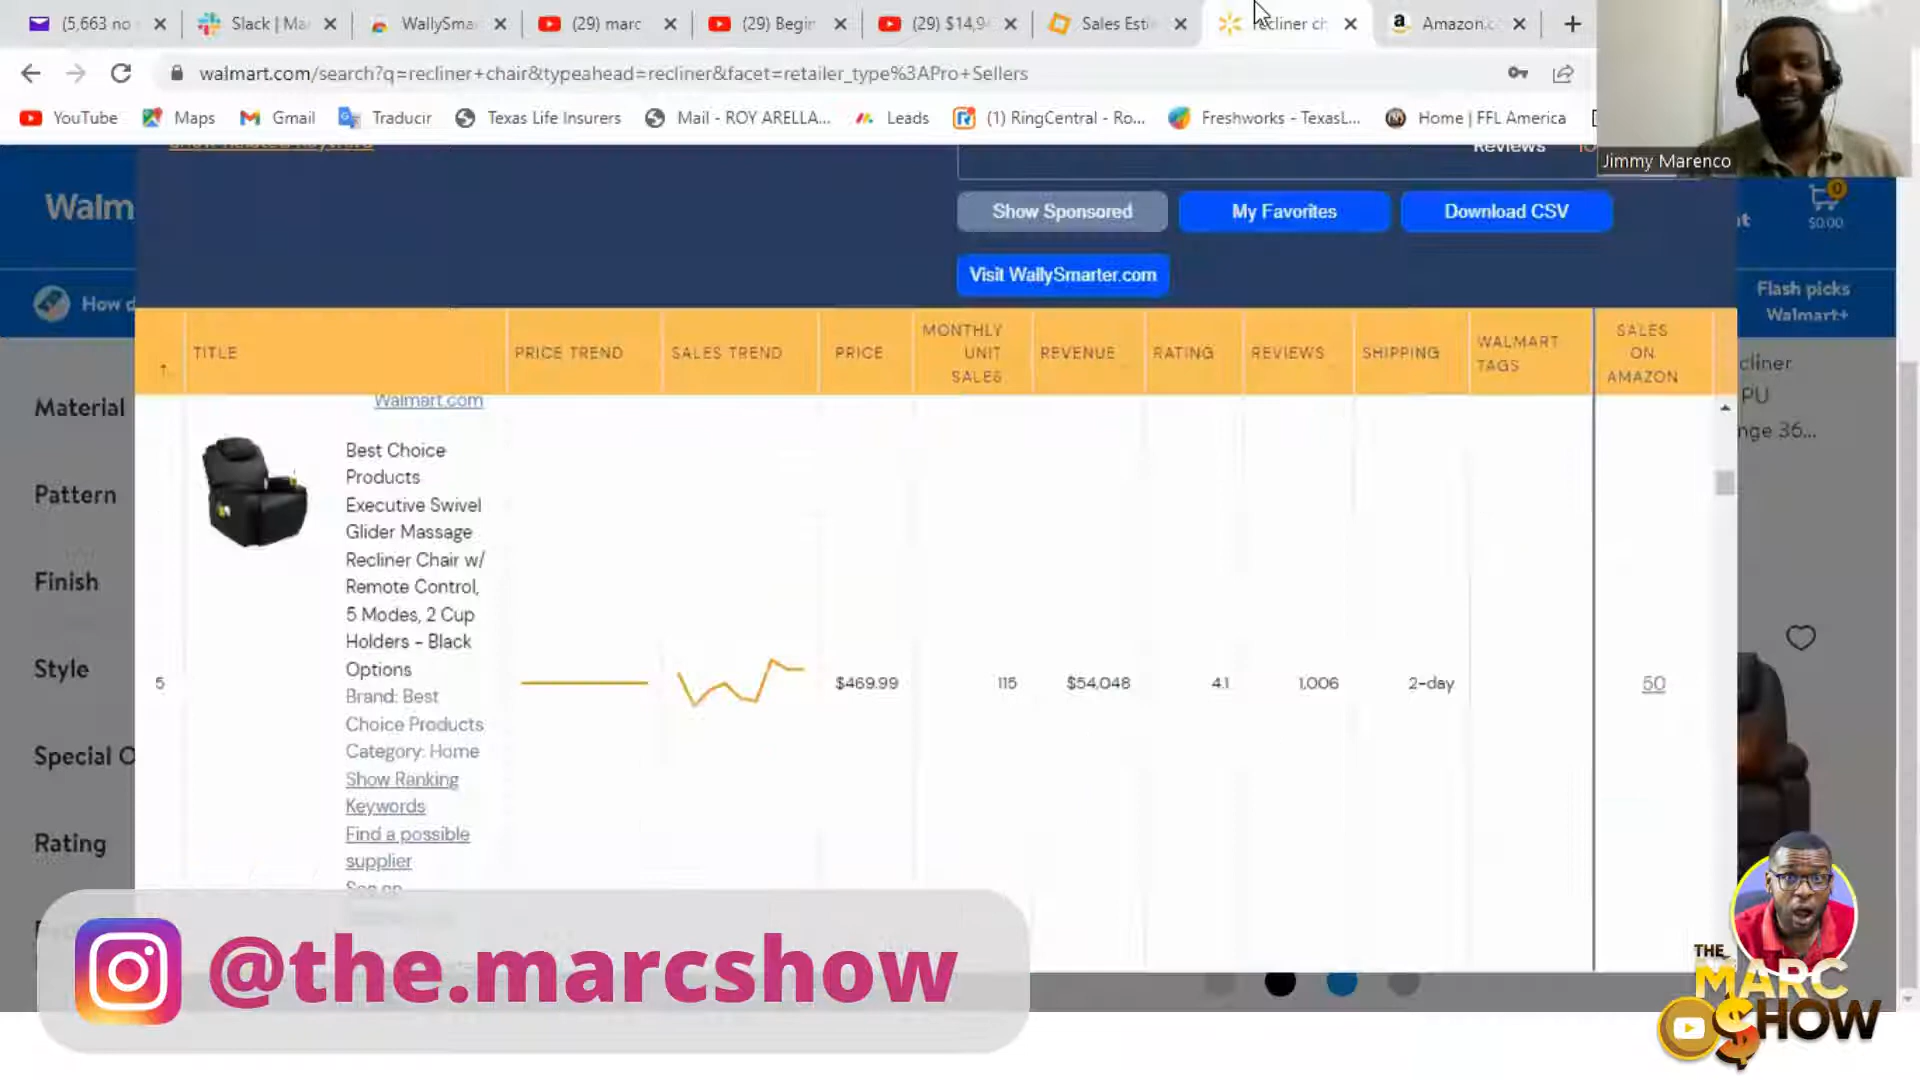 (5,663 no
Slack | Ma
WallySma
(29) marc
(29) Begin
(29) $14,9
Sales Esti
recliner ch
Amazon.c
walmart.com/search?q=recliner+chair&typeahead=recliner&facet=retailer_type%3APro+Sellers
YouTube
Maps
Gmail
Traducir
Texas Life Insurers
Mail - ROY ARELLA...
Leads
(1) RingCentral - Ro...
Freshworks - TexasL...
Home | FFL America
Jimmy Marenco
Reviews
Walm
Show Sponsored
My Favorites
Download CSV
Visit WallySmarter.com
0
$0.00
How d
Flash picks
Walmart+
TITLE
PRICE TREND
SALES TREND
PRICE
MONTHLY
UNIT
SALES
REVENUE
RATING
REVIEWS
SHIPPING
WALMART
TAGS
SALES
ON
AMAZON
Walmart.com
Material
Pattern
Finish
Style
Special O
Rating
cliner
PU
nge 36...
Best Choice
Products
Executive Swivel
Glider Massage
Recliner Chair w/
Remote Control,
5 Modes, 2 Cup
Holders - Black
Options
Brand: Best
Choice Products
Category: Home
Show Ranking
Keywords
Find a possible
supplier
See on
5
$469.99
115
$54,048
4.1
1,006
2-day
50
@the.marcshow
THE
MARC
$HOW